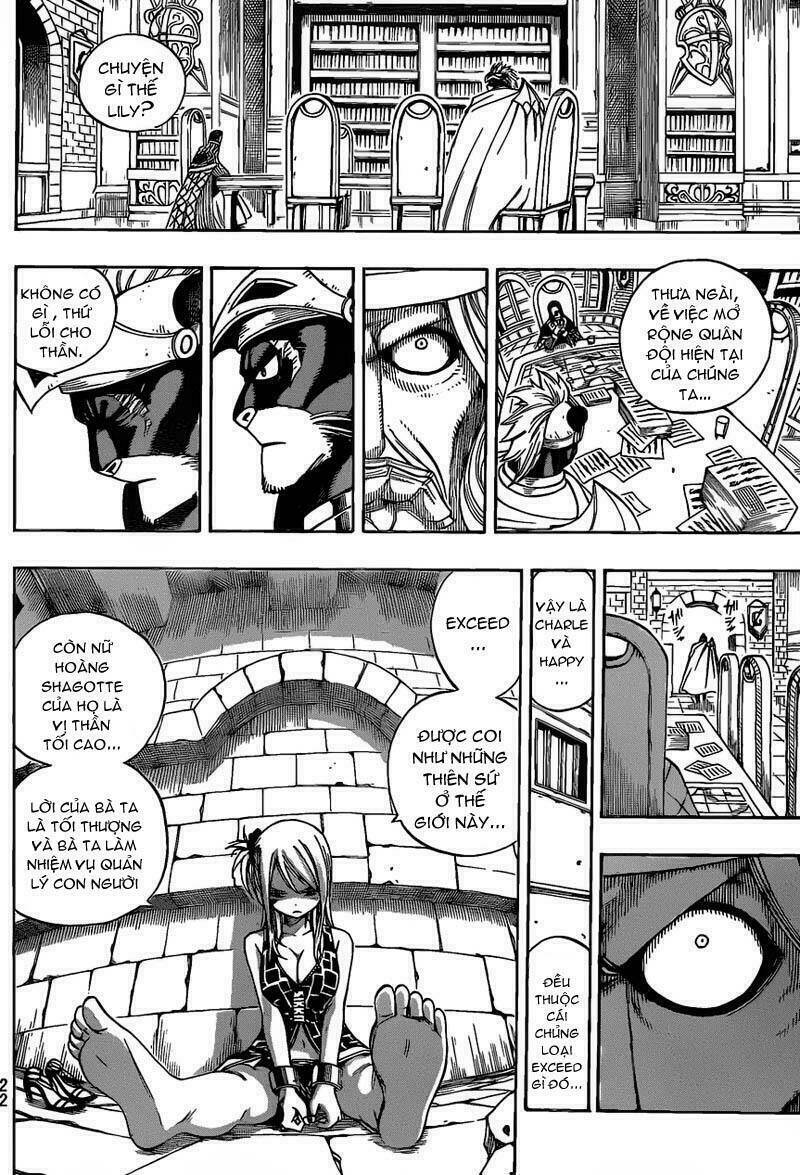 CHUYỆN
GÌ THẾ
LILY?
THƯA NGÀI,
VỀ VIỆC MỞ
RỘNG QUÂN
ĐỘI HIỆN TẠI
CỦA CHÚNG
TA...
KHÔNG CÓ
GÌ , THỨ
LỖI CHO
THẦN.
VẬY LÀ
CHARLE
VÀ
HAPPY
...
ĐỀU
THUỘC
CÁI
CHỦNG
LOẠI
EXCEED
GÌ ĐÓ...
EXCEED
...
ĐƯỢC COI
NHƯ NHỮNG
THIÊN SỨ
Ở THẾ
GIỚI NÀY...
CÒN NỮ
HOÀNG
SHAGOTTE
CỦA HỌ LÀ
VỊ THẦN
TỐI CAO...
LỜI CỦA BÀ TA
LÀ TỐI THƯỢNG
VÀ BÀ TA LÀM
NHIỆM VỤ QUẢN
LÝ CON NGƯỜI
22